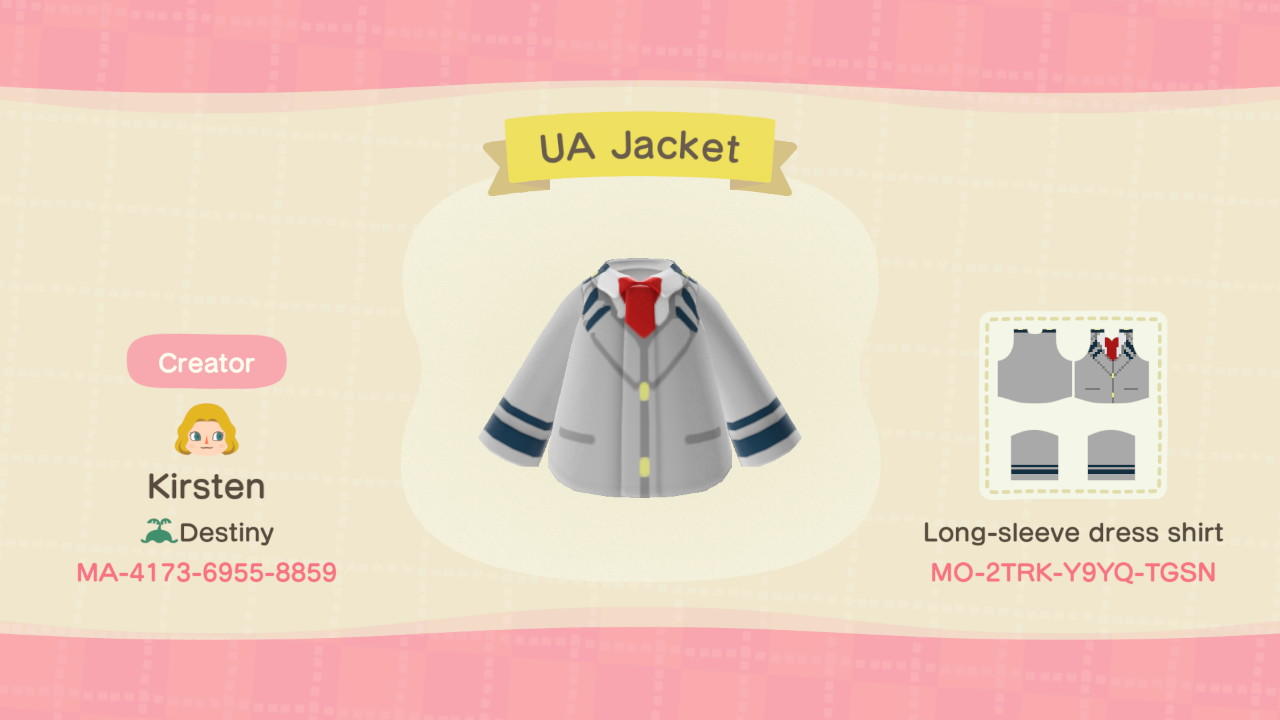 UA Jacket
Creator
Kirsten
Destiny
MA-4173-6955-8859
Long-sleeve dress shirt
MO-2TRK-Y9YQ-TGSN